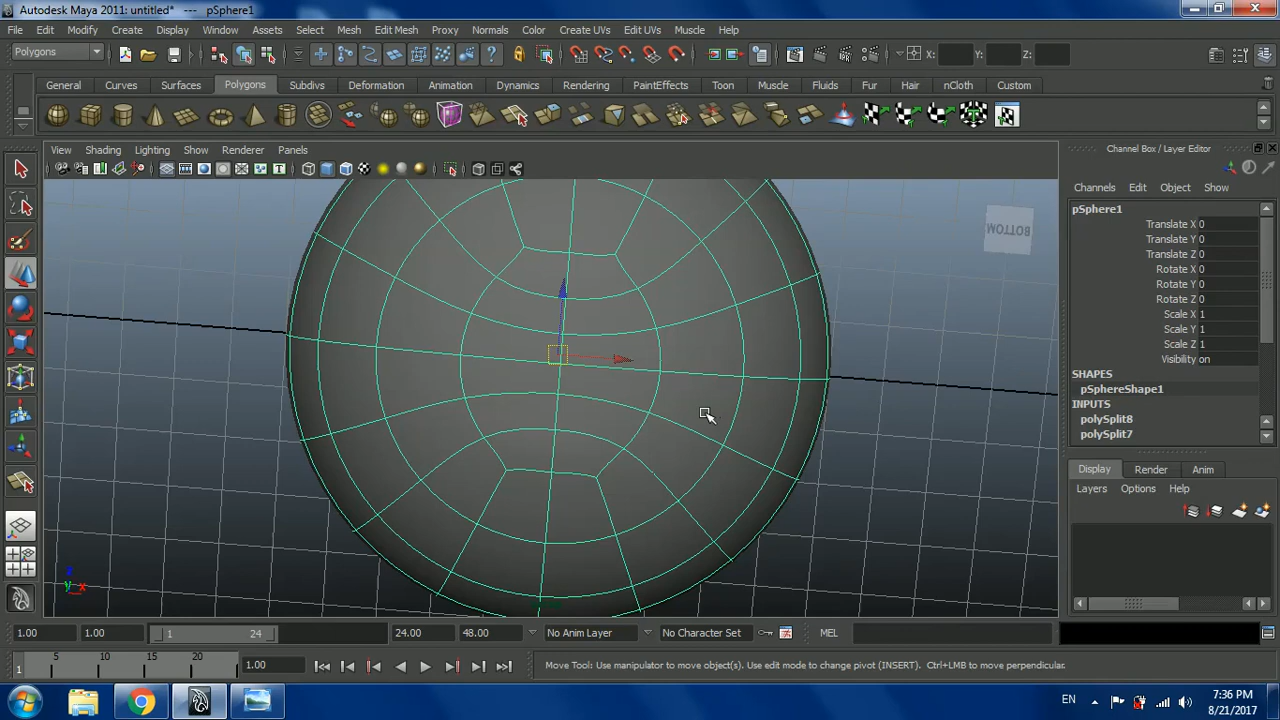 Autodesk Maya 2011: untitled* --- pSphere1
File Edit Modify Create Display Window Assets Select Mesh Edit Mesh Proxy Normals Color Create UVs Edit UVs Muscle Help
Polygons X: Y: Z:
General Curves Surfaces Polygons Subdivs Deformation Animation Dynamics Rendering PaintEffects Toon Muscle Fluids Fur Hair nCloth Custom
View Shading Lighting Show Renderer Panels
Channel Box / Layer Editor
Channels Edit Object Show
pSphere1
Translate X 0
Translate Y 0
Translate Z 0
Rotate X 0
Rotate Y 0
Rotate Z 0
Scale X 1
Scale Y 1
Scale Z 1
Visibility on
SHAPES
pSphereShape1
INPUTS
polySplit8
polySplit7
Display Render Anim
Layers Options Help
BOTTOM
z
y x
1.00 1.00 1 24 24.00 48.00 No Anim Layer No Character Set MEL
1 5 10 15 20 1.00 Move Tool: Use manipulator to move object(s). Use edit mode to change pivot (INSERT). Ctrl+LMB to move perpendicular.
EN 7:36 PM
8/21/2017